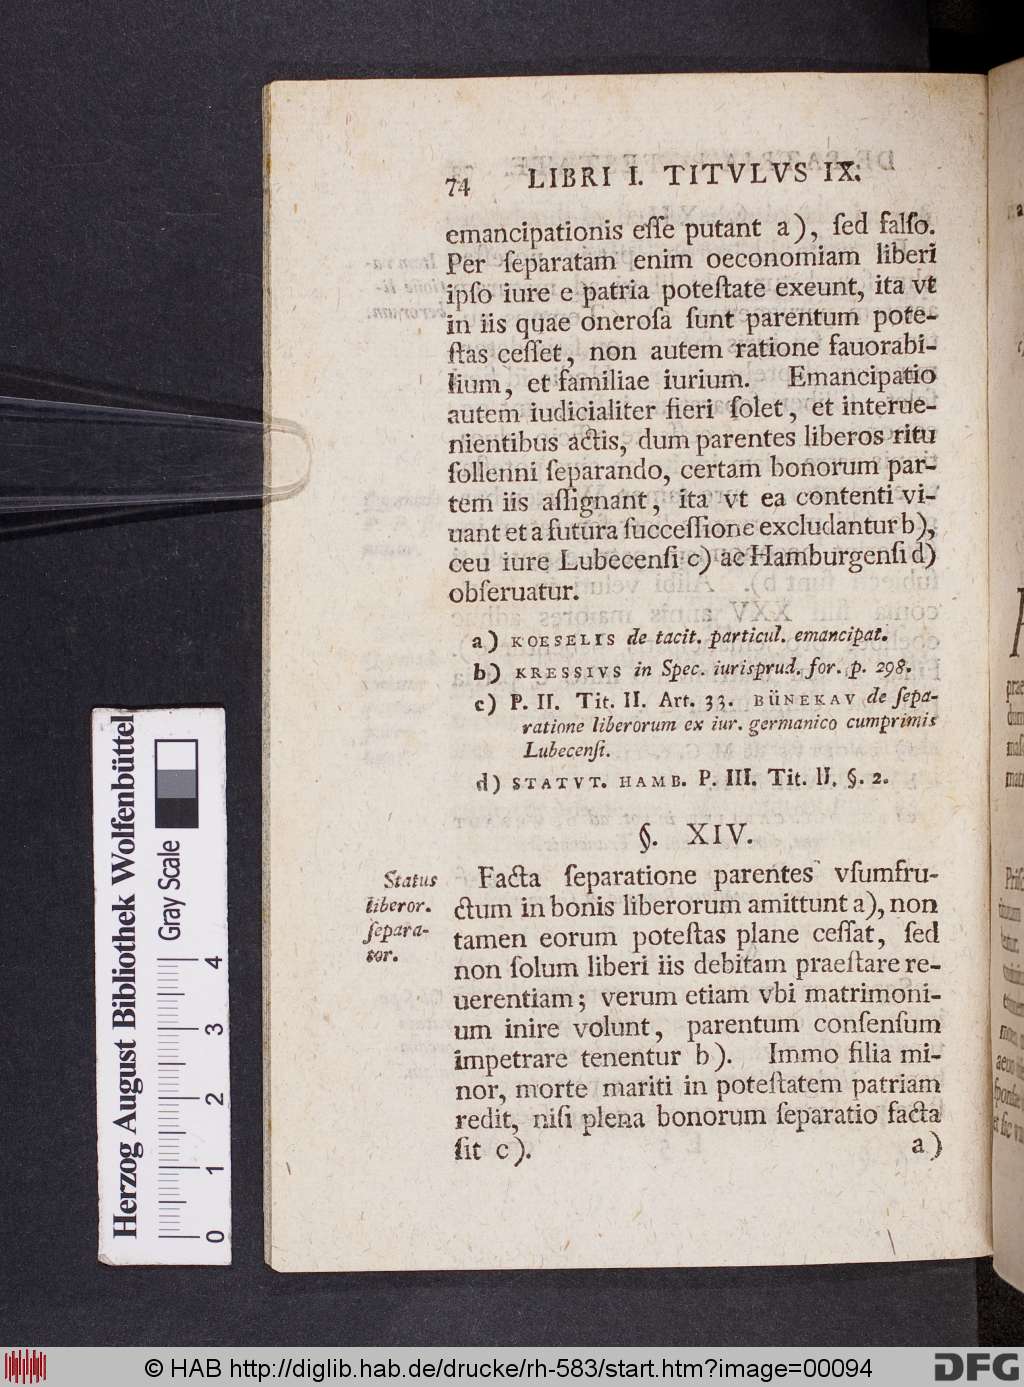 74 LIBRI I. TITVLVS IX.
emancipationis eſſe putant a), ſed falſo.
Per ſeparatam enim oeconomiam liberi
ipſo iure e patria poteſtate exeunt, ita vt
in iis quae oneroſa ſunt parentum pote-
ſtas ceſſet, non autem ratione fauorabi-
lium, et familiae iurium. Emancipatio
autem iudicialiter fieri ſolet, et interue-
nientibus actis, dum parentes liberos ritu
ſollenni ſeparando, certam bonorum par-
tem iis aſſignant, ita vt ea contenti vi-
uant et a futura ſucceſſione excludantur b),
ceu iure Lubecenſi c) ac Hamburgenſi d)
obſeruatur.
a) KOESELIS de tacit. particul. emancipat.
b) KRESSIVS in Spec. iurisprud. for. p. 298.
c) P. II. Tit. II. Art. 33. BÜNEKAV de ſepa-
ratione liberorum ex iur. germanico cumprimis
Lubecenſi.
d) STATVT. HAMB. P. III. Tit. II. §. 2.
§. XIV.
Status
liberor.
ſepara-
tor.
Facta ſeparatione parentes vſumfru-
ctum in bonis liberorum amittunt a), non
tamen eorum poteſtas plane ceſſat, ſed
non ſolum liberi iis debitam praeſtare re-
uerentiam; verum etiam vbi matrimoni-
um inire volunt, parentum conſenſum
impetrare tenentur b). Immo filia mi-
nor, morte mariti in poteſtatem patriam
redit, niſi plena bonorum ſeparatio facta
ſit c).
a)
Herzog August Bibliothek Wolfenbüttel
Gray Scale
0 1 2 3 4
© HAB http://diglib.hab.de/drucke/rh-583/start.htm?image=00094
DFG